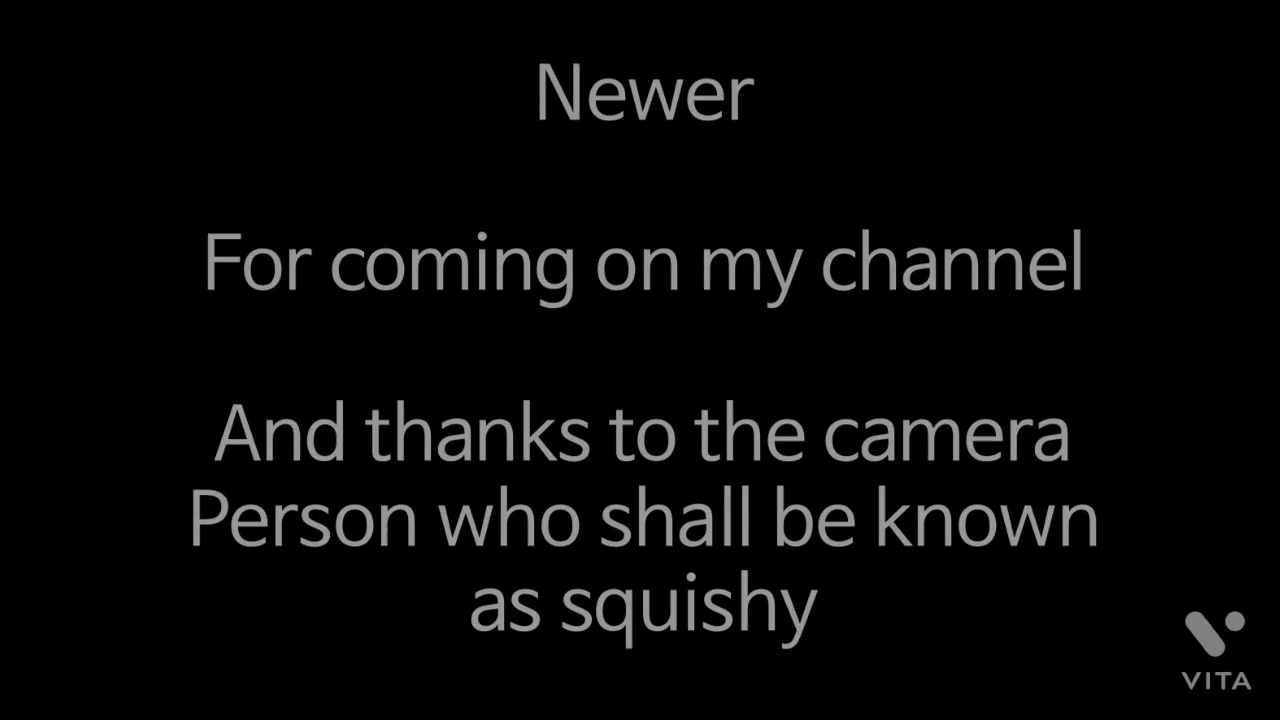 Newer
For coming on my channel
And thanks to the camera
Person who shall be known
as squishy
VITA